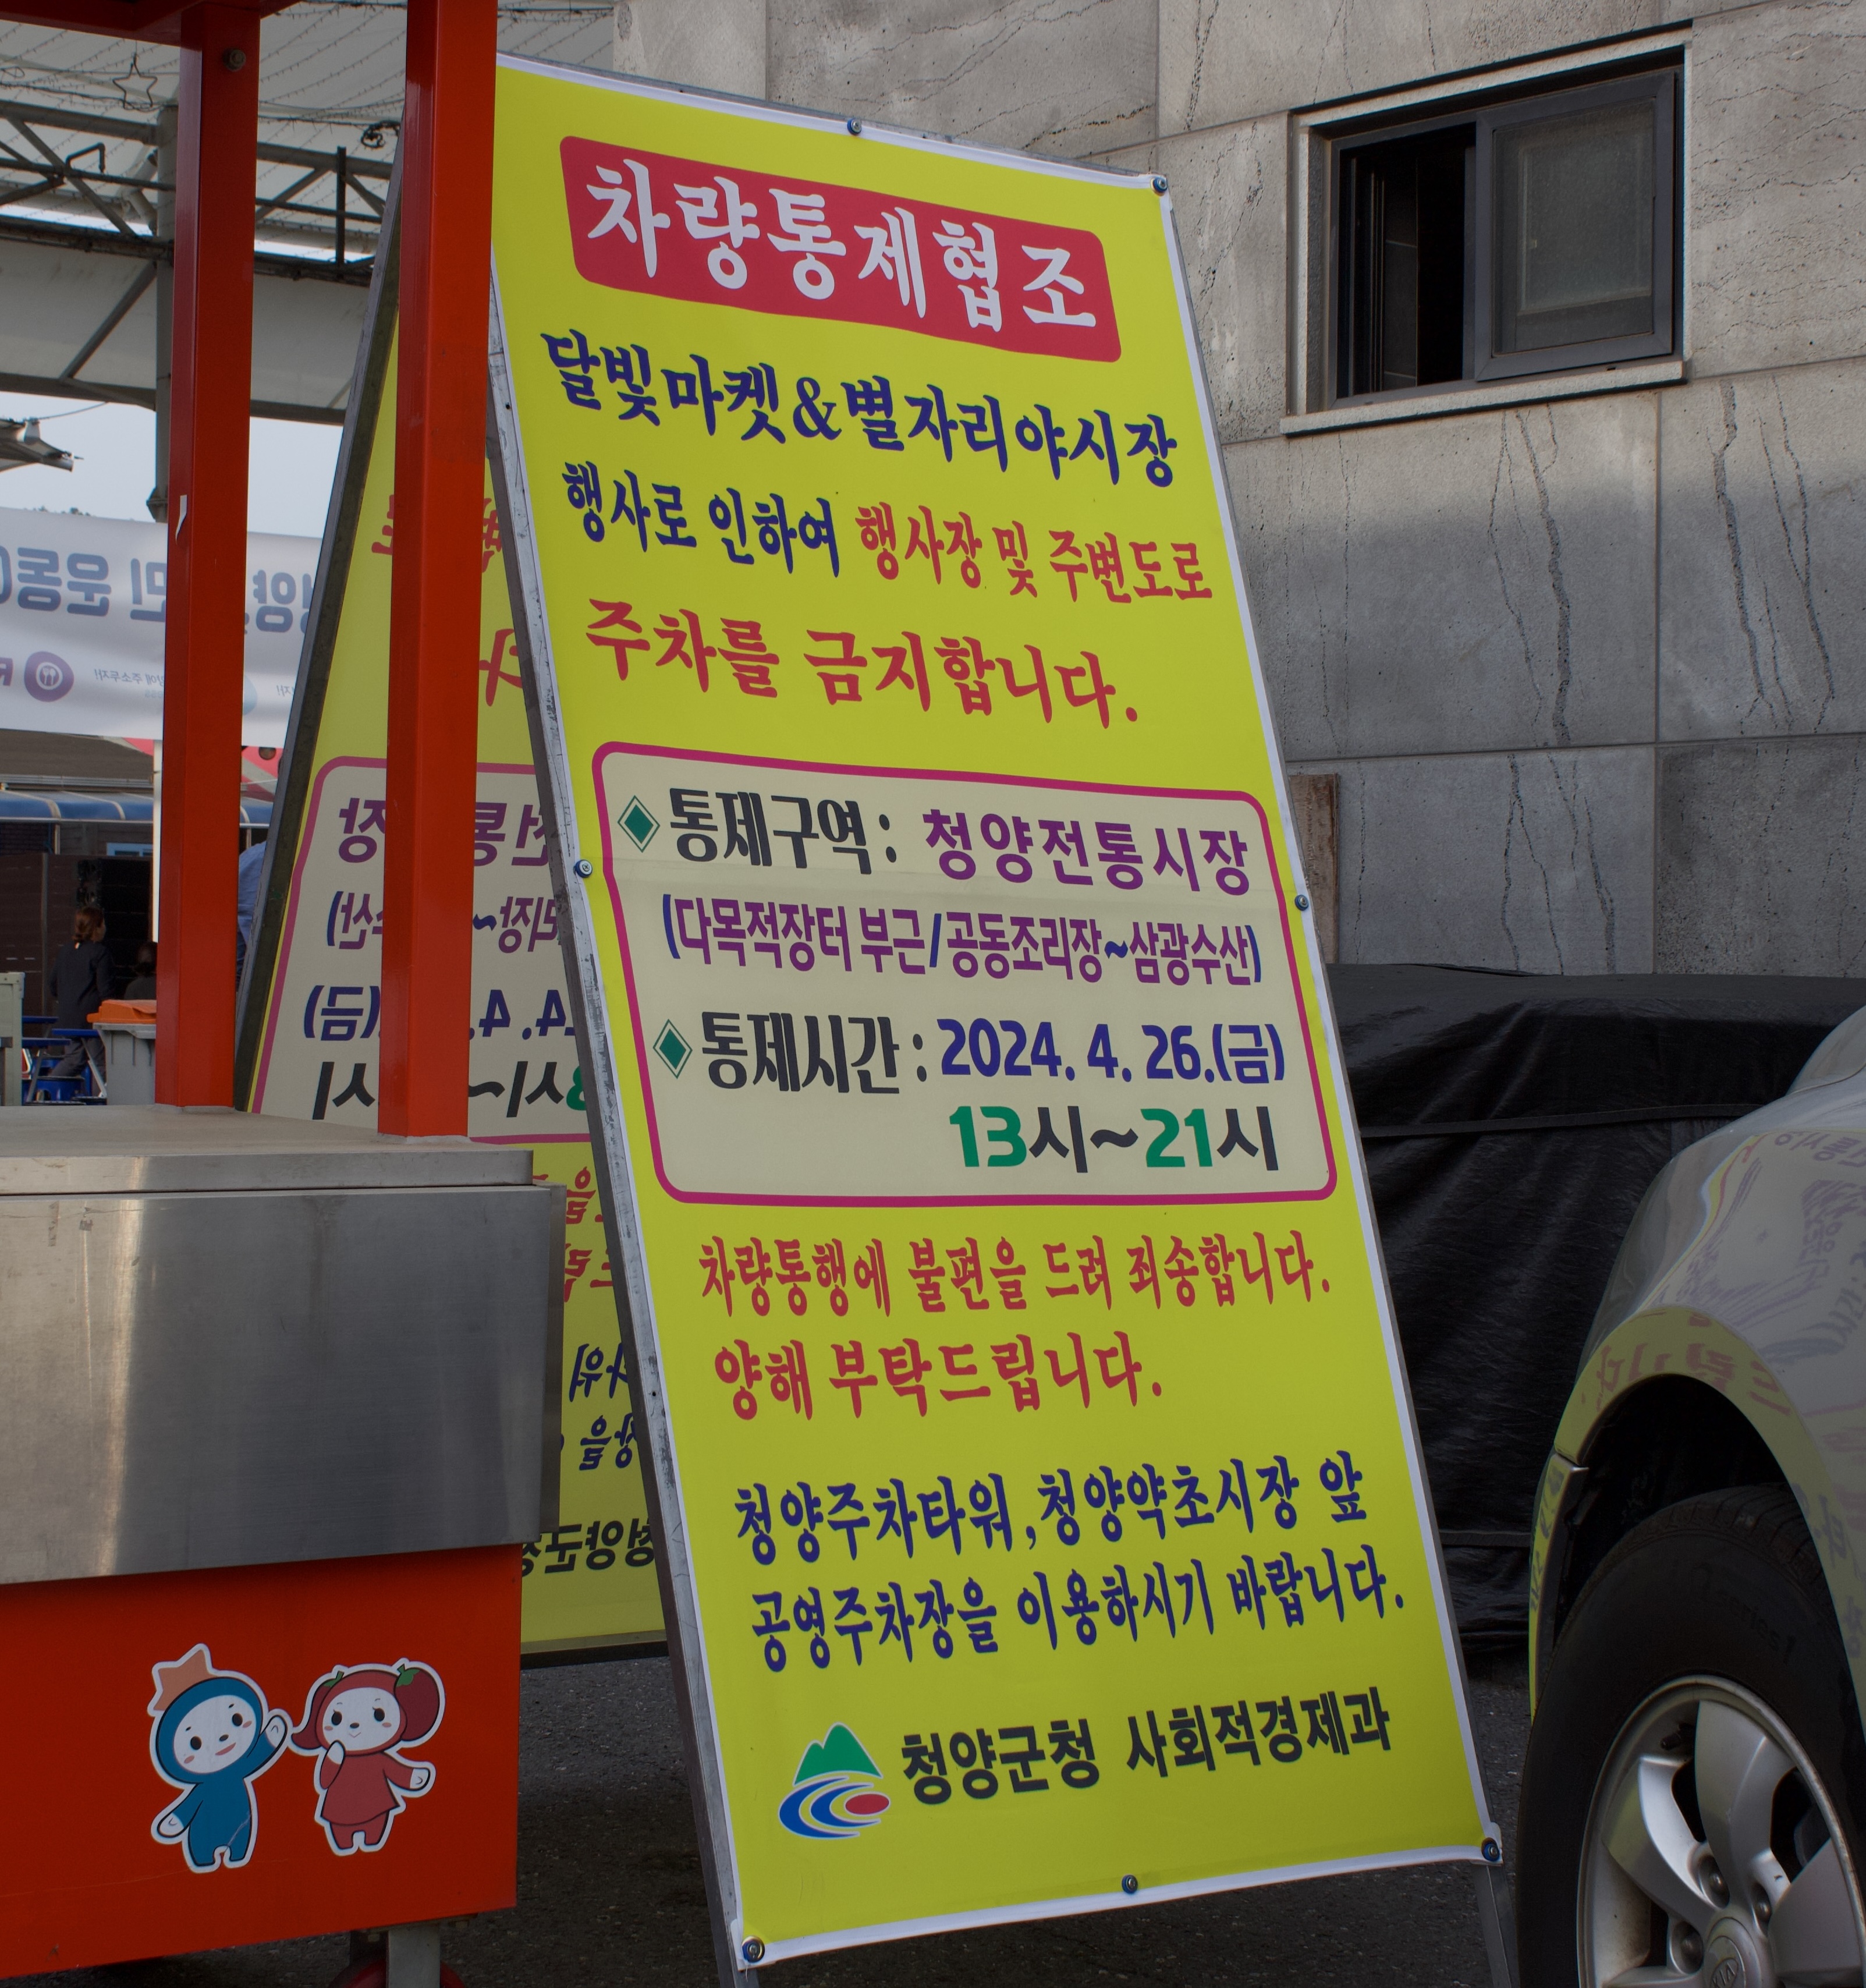 차량통제협조
달빛마켓&별자리야시장
행사로 인하여 행사장 및 주변도로
주차를 금지합니다.
통제구역 : 청양전통시장
(다목적장터 부근/공동조리장~삼광수산)
통제시간 : 2024. 4. 26.(금)
13시~21시
차량통행에 불편을 드려 죄송합니다.
양해 부탁드립니다.
청양주차타워, 청양약초시장 앞
공영주차장을 이용하시기 바랍니다.
청양군청 사회적경제과